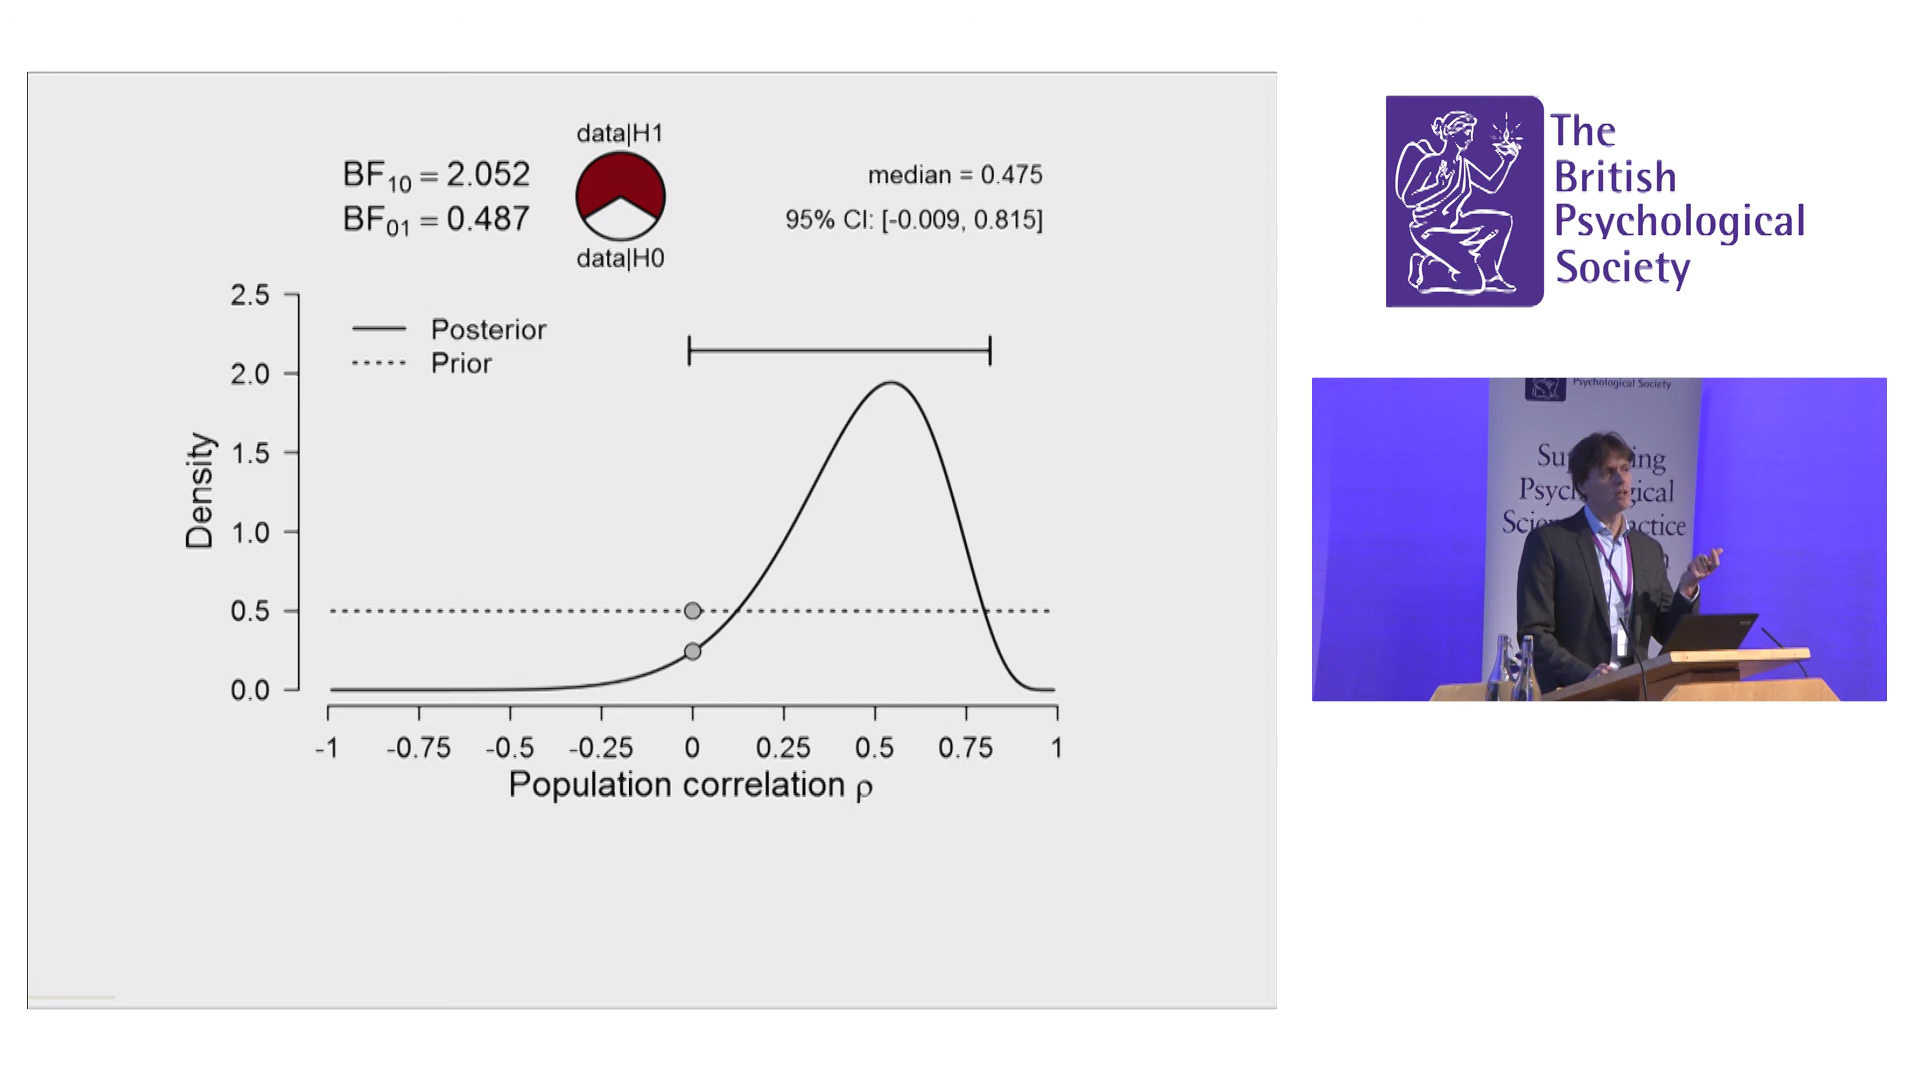 data|H1
BF10 = 2.052
BF01 = 0.487
data|H0
median = 0.475
95% CI: [-0.009, 0.815]
2.5
2.0
1.5
1.0
0.5
0.0
Density
Posterior
Prior
-1 -0.75 -0.5 -0.25 0 0.25 0.5 0.75 1
Population correlation ρ
The
British
Psychological
Society
Psychological Society